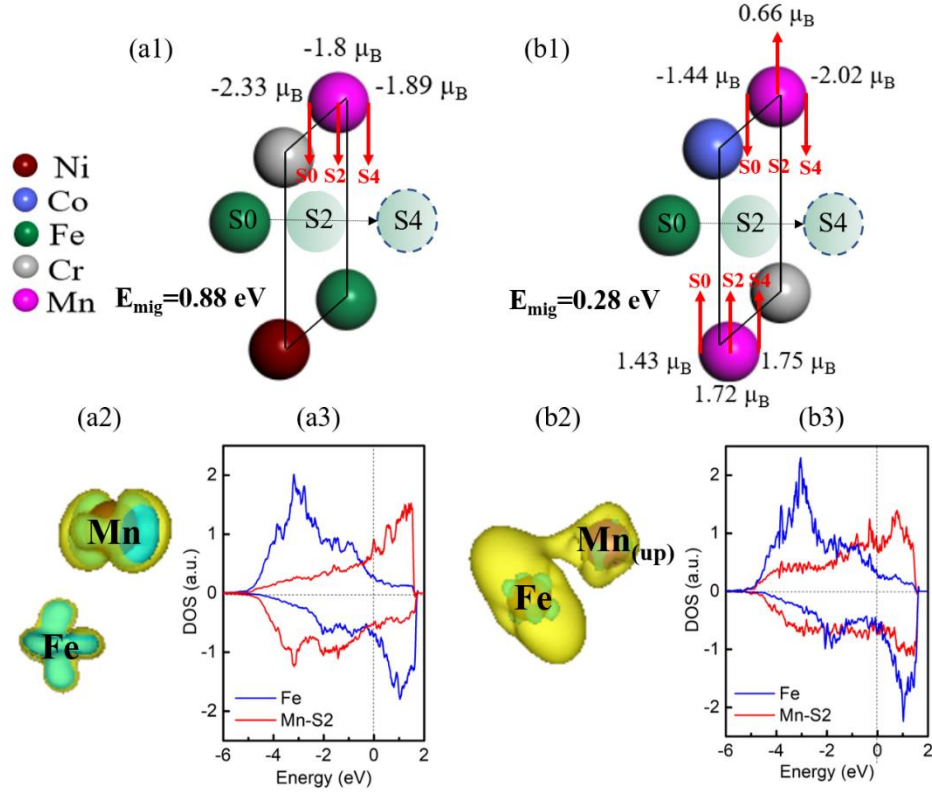 (a1)
-1.8 μB
-2.33 μB
-1.89 μB
S0 S2 S4
S0 S2 S4
Emig=0.88 eV
Ni
Co
Fe
Cr
Mn
(b1)
0.66 μB
-1.44 μB
-2.02 μB
S0 S2 S4
S0 S2 S4
S0 S2 S4
Emig=0.28 eV
1.43 μB
1.75 μB
1.72 μB
(a2)
Mn
Fe
(a3)
DOS (a.u.)
2
1
0
-1
-2
Fe
Mn-S2
-6 -4 -2 0 2
Energy (eV)
(b2)
Mn(up)
Fe
(b3)
DOS (a.u.)
2
1
0
-1
-2
Fe
Mn-S2
-6 -4 -2 0 2
Energy (eV)